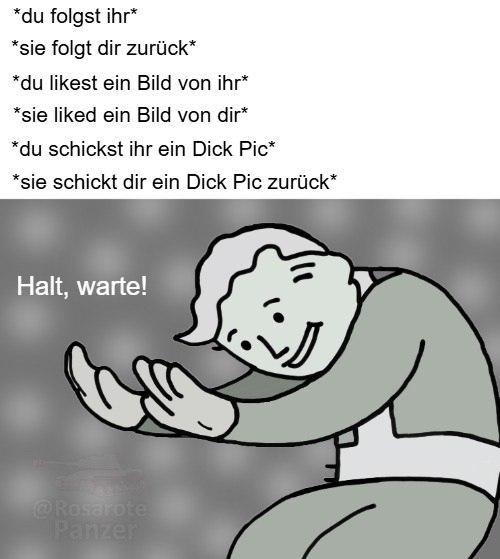 *du folgst ihr*
*sie folgt dir zurück*
*du likest ein Bild von ihr*
*sie liked ein Bild von dir*
*du schickst ihr ein Dick Pic*
*sie schickt dir ein Dick Pic zurück*
Halt, warte!
@Rosarote
Panzer